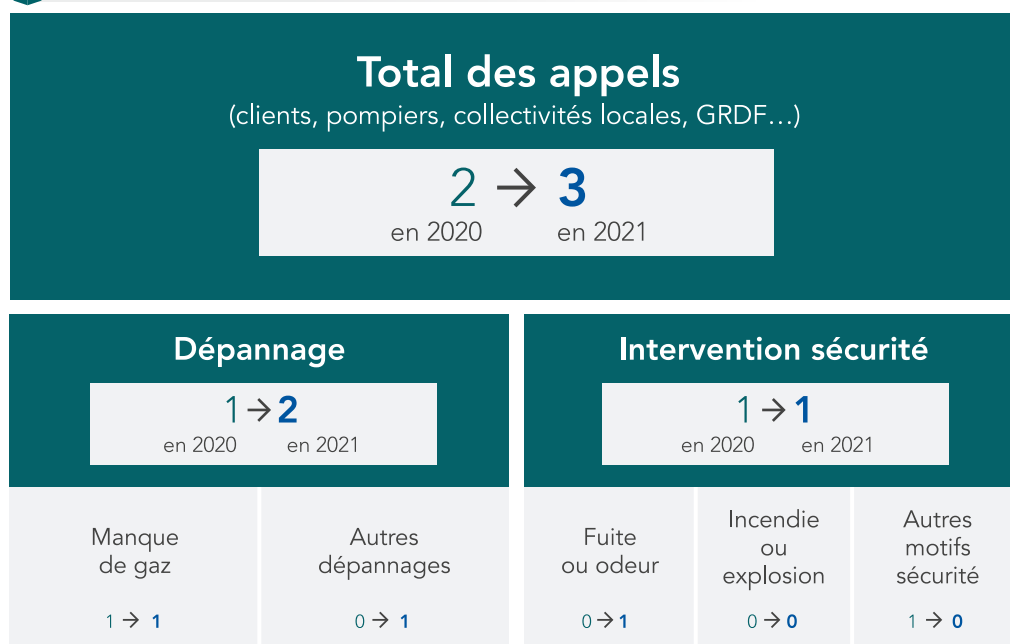 Total des appels
(clients, pompiers, collectivités locales, GRDF...)
2 → 3
en 2020 en 2021
Dépannage
1 → 2
en 2020 en 2021
Intervention sécurité
1 → 1
en 2020 en 2021
Manque
de gaz
1 → 1
Autres
dépannages
0 → 1
Fuite
ou odeur
0 → 1
Incendie
ou
explosion
0 → 0
Autres
motifs
sécurité
1 → 0